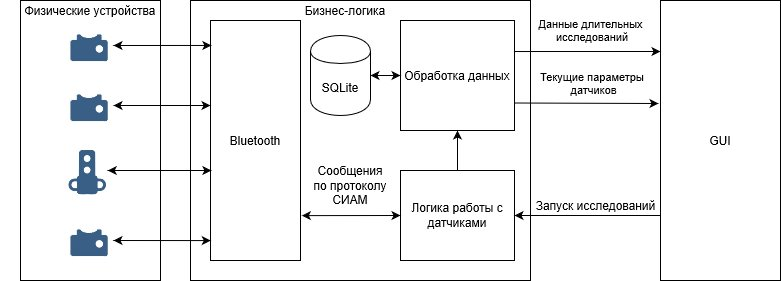 Физические устройства
Бизнес-логика
Данные длительных
исследований
SQLite
Обработка данных
Текущие параметры
датчиков
Bluetooth
GUI
Сообщения
по протоколу
СИАМ
Логика работы с
датчиками
Запуск исследований